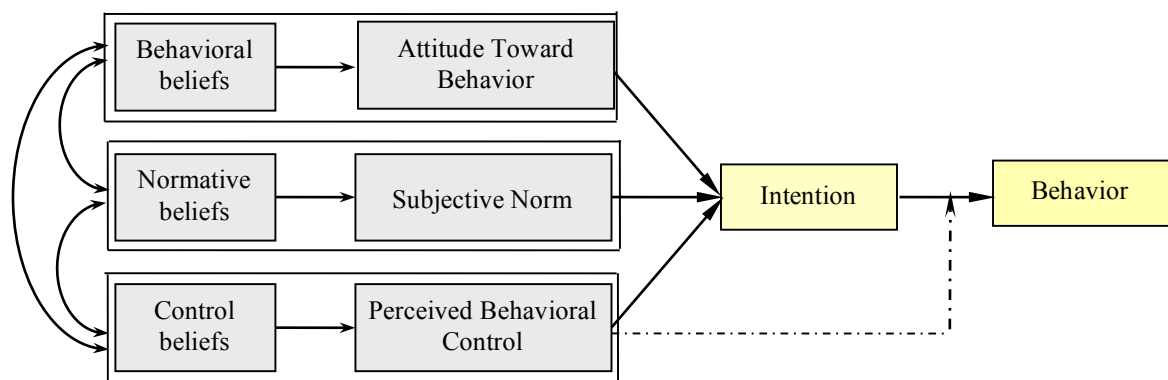 Behavioral
beliefs
Attitude Toward
Behavior
Normative
beliefs
Subjective Norm
Intention
Behavior
Control
beliefs
Perceived Behavioral
Control